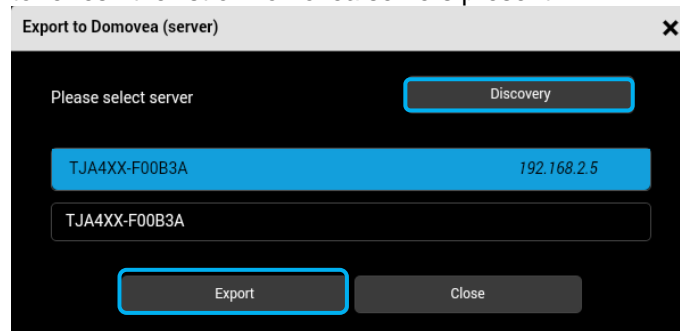 Export to Domovea (server)
Please select server
Discovery
TJA4XX-F00B3A 192.168.2.5
TJA4XX-F00B3A
Export Close